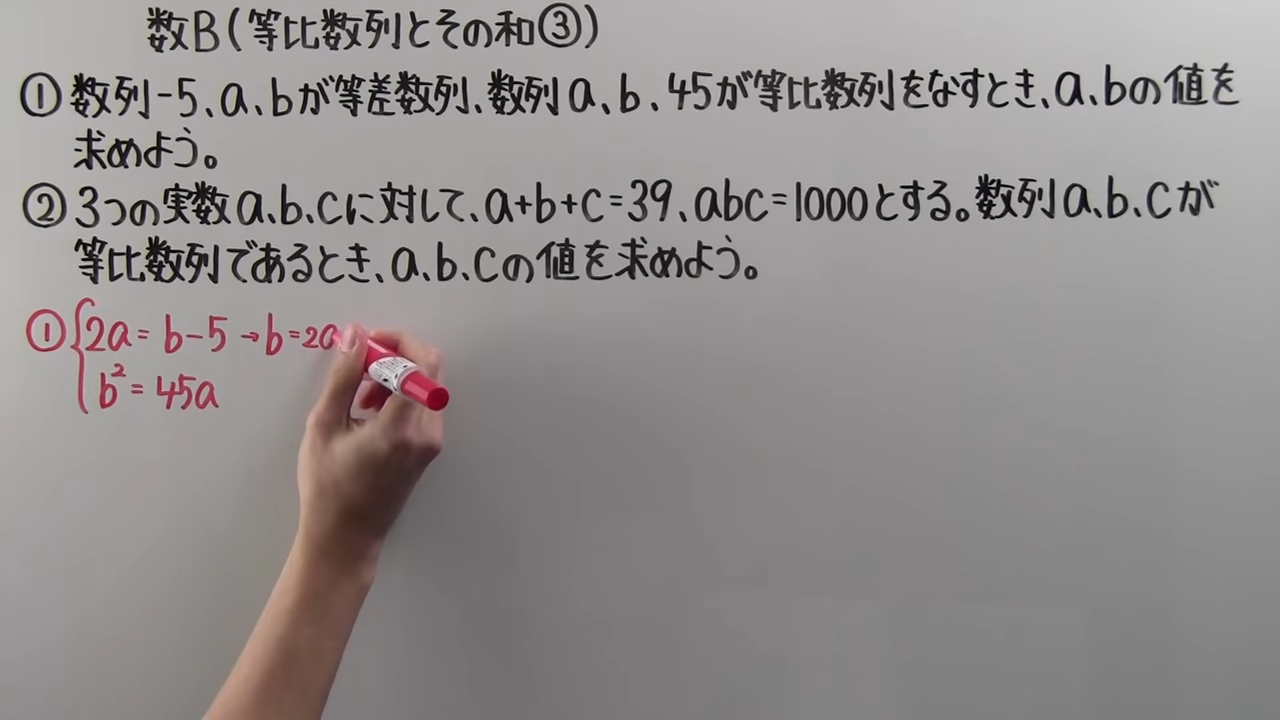 数B(等比数列とその和③)
①数列-5、a、bが等差数列、数列a、b、45が等比数列をなすとき、a、bの値を
求めよう。
②3つの実数a、b、cに対して、a+b+c=39、abc=1000とする。数列a、b、cが
等比数列であるとき、a、b、cの値を求めよう。
①{2a=b-5→b=2a
b²=45a